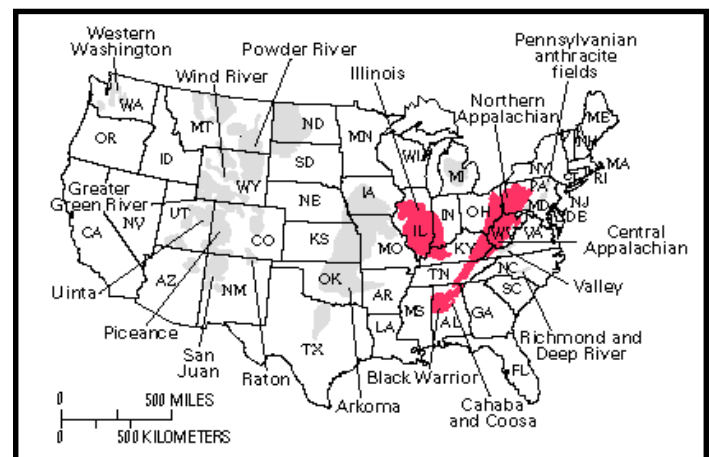 Western
Washington
Powder River
Wind River
Illinois
Pennsylvanian
anthracite
fields
Northern
Appalachian
WA
MT
ND
MN
ME
OR
ID
SD
WI
MI
NY
NH
MA
RI
WY
IA
PA
NJ
Greater
Green River
NB
IL
IN
OH
MD
DE
NV
UT
CO
KS
MO
KY
WV
VA
Central
Appalachian
CA
OK
TN
NC
Valley
AZ
NM
AR
SC
Uinta
MS
AL
GA
LA
Piceance
TX
Richmond and
Deep River
San
Juan
Raton
Black Warrior
FL
Arkoma
Cahaba
and Coosa
0 500 MILES
0 500 KILOMETERS